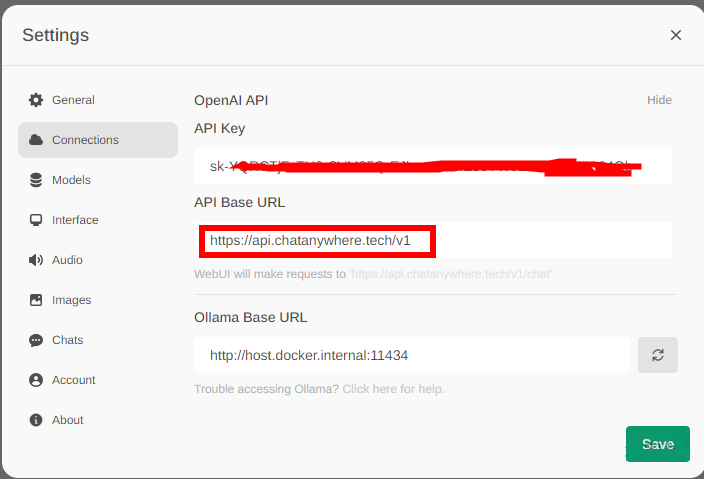 Settings
General
Connections
Models
Interface
Audio
Images
Chats
Account
About
OpenAI API
Hide
API Key
API Base URL
https://api.chatanywhere.tech/v1
WebUI will make requests to 'https://api.chatanywhere.tech/v1/chat'
Ollama Base URL
http://host.docker.internal:11434
Trouble accessing Ollama? Click here for help.
Save